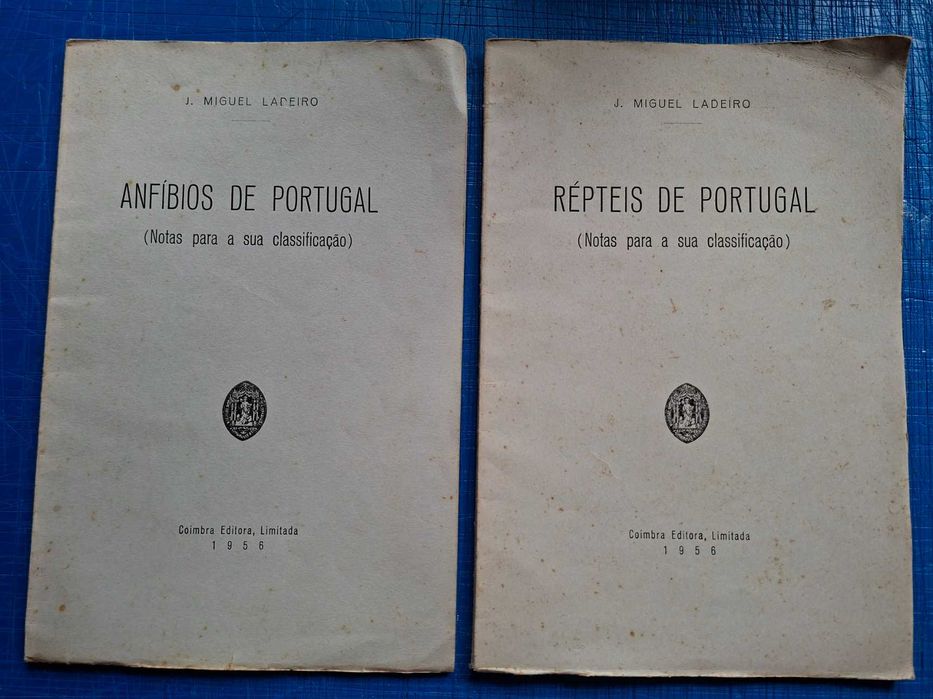 J. MIGUEL LADEIRO
ANFÍBIOS DE PORTUGAL
(Notas para a sua classificação)
Coimbra Editora, Limitada
1956
J. MIGUEL LADEIRO
RÉPTEIS DE PORTUGAL
(Notas para a sua classificação)
Coimbra Editora, Limitada
1956